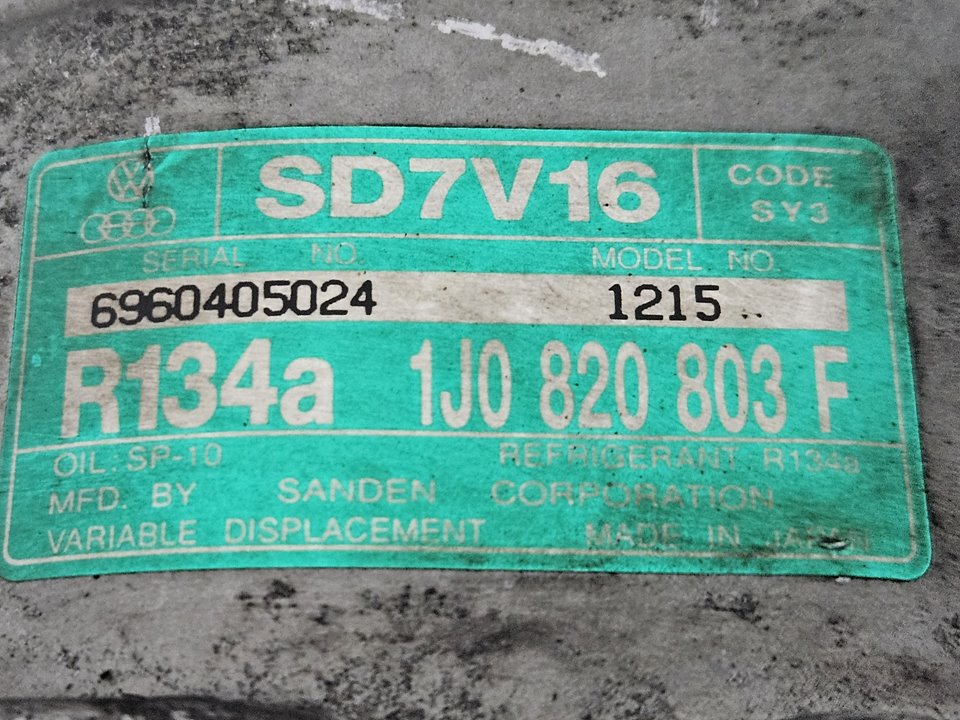 SD7V16
CODE
SY3
SERIAL NO.
MODEL NO.
6960405024 1215
R134a 1J0 820 803 F
OIL: SP-10 REFRIGERANT: R134a
MFD. BY SANDEN CORPORATION
VARIABLE DISPLACEMENT MADE IN JAPAN